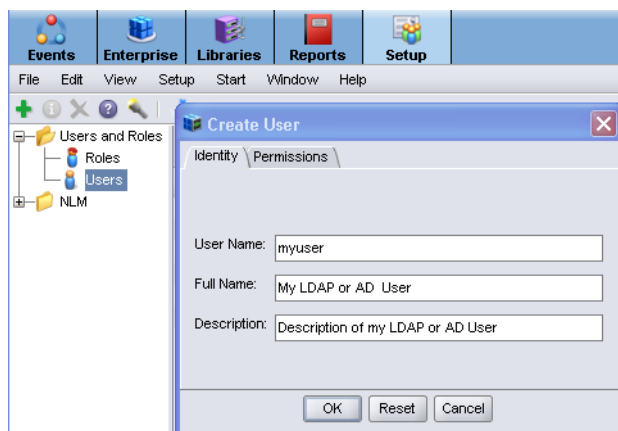 Events Enterprise Libraries Reports Setup
File Edit View Setup Start Window Help
Create User
Users and Roles
Identity Permissions
Roles
Users
NLM
User Name: myuser
Full Name: My LDAP or AD  User
Description: Description of my LDAP or AD User
OK Reset Cancel